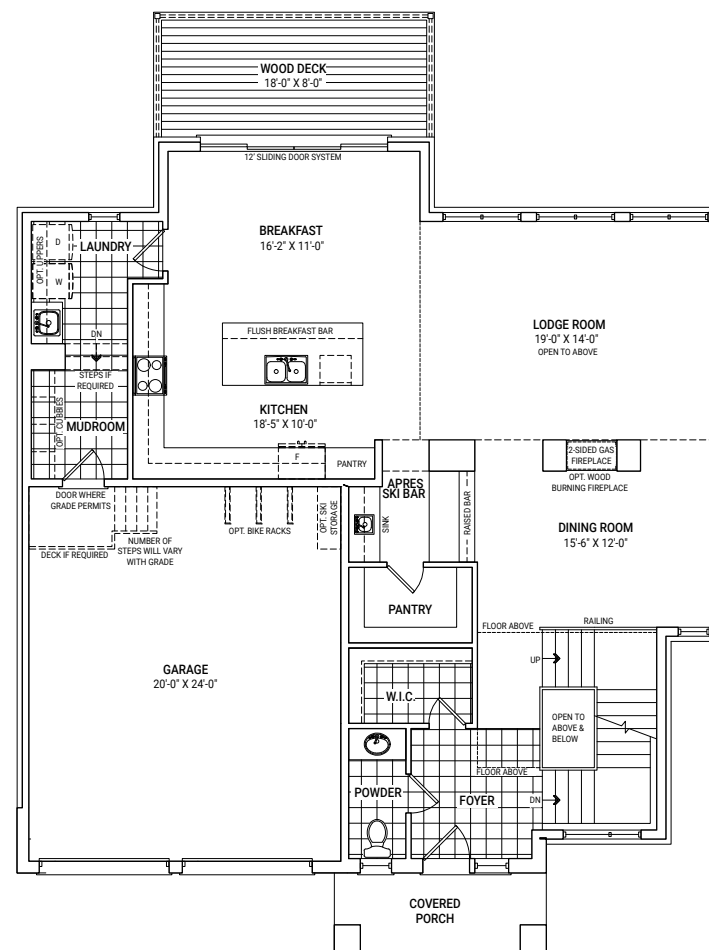 WOOD DECK
18'-0" X 8'-0"
12' SLIDING DOOR SYSTEM
BREAKFAST
16'-2" X 11'-0"
LAUNDRY
OPT. UPPERS
D
W
DN
STEPS IF
REQUIRED
MUDROOM
OPT. CUBBIES
FLUSH BREAKFAST BAR
KITCHEN
18'-5" X 10'-0"
F
PANTRY
LODGE ROOM
19'-0" X 14'-0"
OPEN TO ABOVE
2-SIDED GAS
FIREPLACE
OPT. WOOD
BURNING FIREPLACE
APRES
SKI BAR
SINK
RAISED BAR
DINING ROOM
15'-6" X 12'-0"
DOOR WHERE
GRADE PERMITS
DECK IF REQUIRED
NUMBER OF
STEPS WILL VARY
WITH GRADE
OPT. BIKE RACKS
OPT. SKI
STORAGE
PANTRY
GARAGE
20'-0" X 24'-0"
FLOOR ABOVE
RAILING
UP
W.I.C.
OPEN TO
ABOVE &
BELOW
FLOOR ABOVE
POWDER
FOYER
DN
COVERED
PORCH